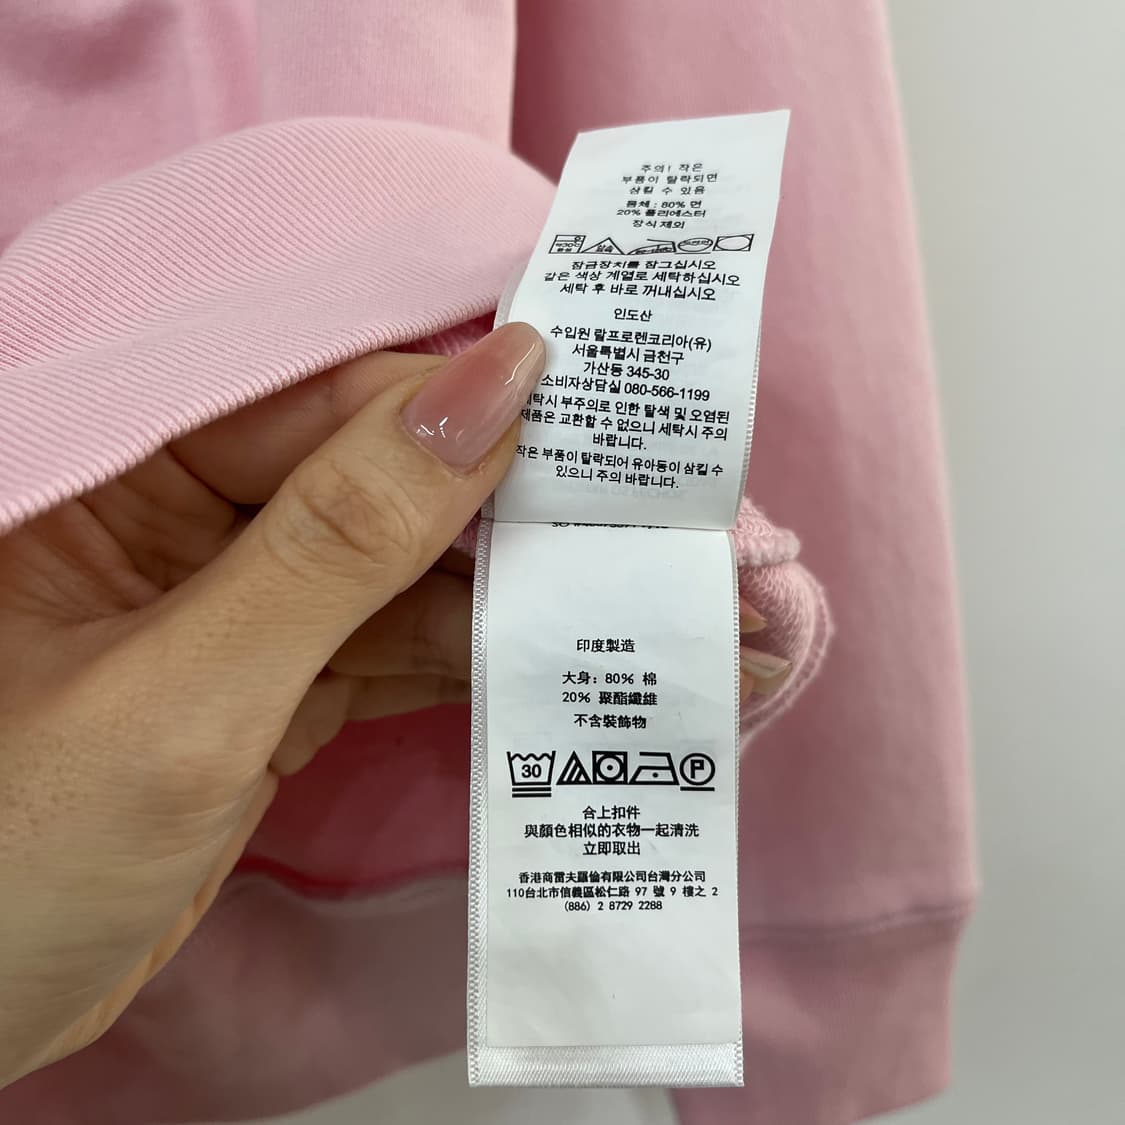 주의! 작은
부품이 탈락되면
삼킬 수 있음
몸체 : 80% 면
20% 폴리에스터
장식 제외
약30℃
잠금장치를 잠그십시오
같은 색상 계열로 세탁하십시오
세탁 후 바로 꺼내십시오
인도산
수입원 랄프로렌코리아(유)
서울특별시 금천구
가산동 345-30
소비자상담실 080-566-1199
세탁시 부주의로 인한 탈색 및 오염된
제품은 교환할 수 없으니 세탁시 주의
바랍니다.
작은 부품이 탈락되어 유아동이 삼킬 수
있으니 주의 바랍니다.
印度製造
大身: 80% 棉
20% 聚酯纖維
不含裝飾物
30 P
合上扣件
與顏色相似的衣物一起清洗
立即取出
香港商雷夫羅倫有限公司台灣分公司
110台北市信義區松仁路 97 號 9 樓之 2
(886) 2 8729 2288